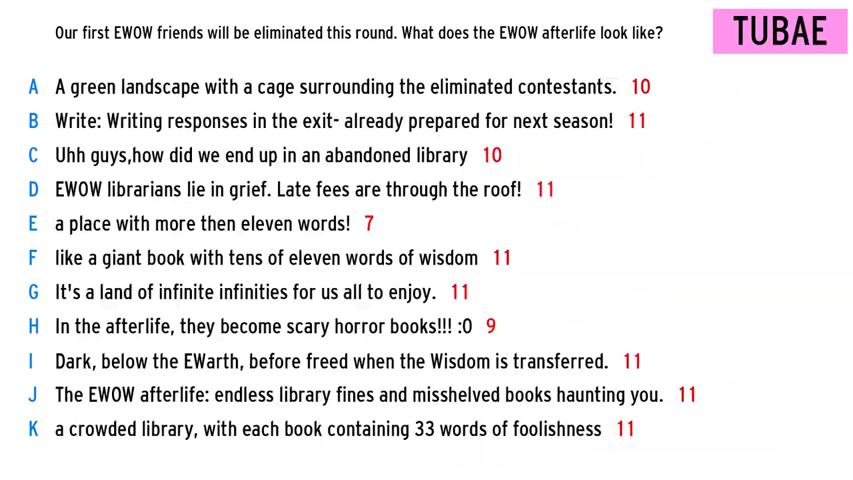 Our first EWOW friends will be eliminated this round. What does the EWOW afterlife look like?
TUBAE
A A green landscape with a cage surrounding the eliminated contestants. 10
B Write: Writing responses in the exit- already prepared for next season! 11
C Uhh guys,how did we end up in an abandoned library 10
D EWOW librarians lie in grief. Late fees are through the roof! 11
E a place with more then eleven words! 7
F like a giant book with tens of eleven words of wisdom 11
G It's a land of infinite infinities for us all to enjoy. 11
H In the afterlife, they become scary horror books!!! :O 9
I Dark, below the EWarth, before freed when the Wisdom is transferred. 11
J The EWOW afterlife: endless library fines and misshelved books haunting you. 11
K a crowded library, with each book containing 33 words of foolishness 11